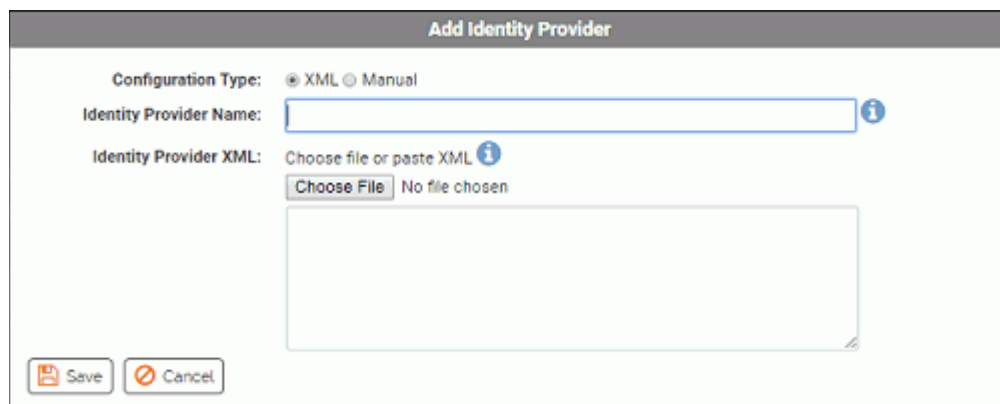 Add Identity Provider
Configuration Type: XML Manual
Identity Provider Name:
Identity Provider XML: Choose file or paste XML
Choose File No file chosen
Save Cancel